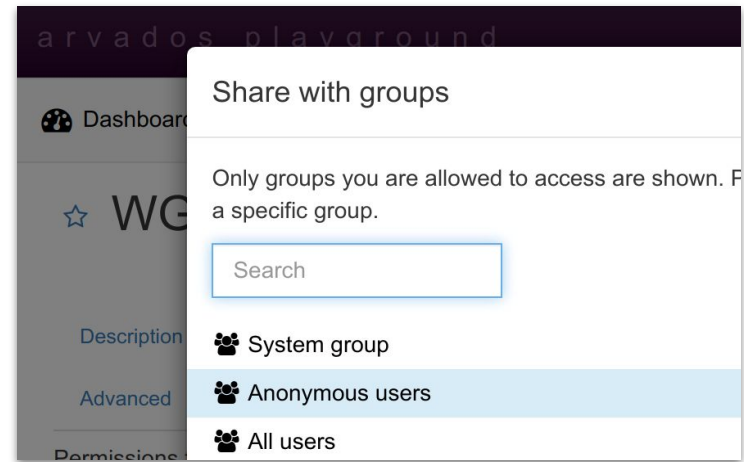 arvados playground
Dashboard
Share with groups
Only groups you are allowed to access are shown. P
a specific group.
WG
Search
Description
System group
Advanced
Anonymous users
All users
Permissions